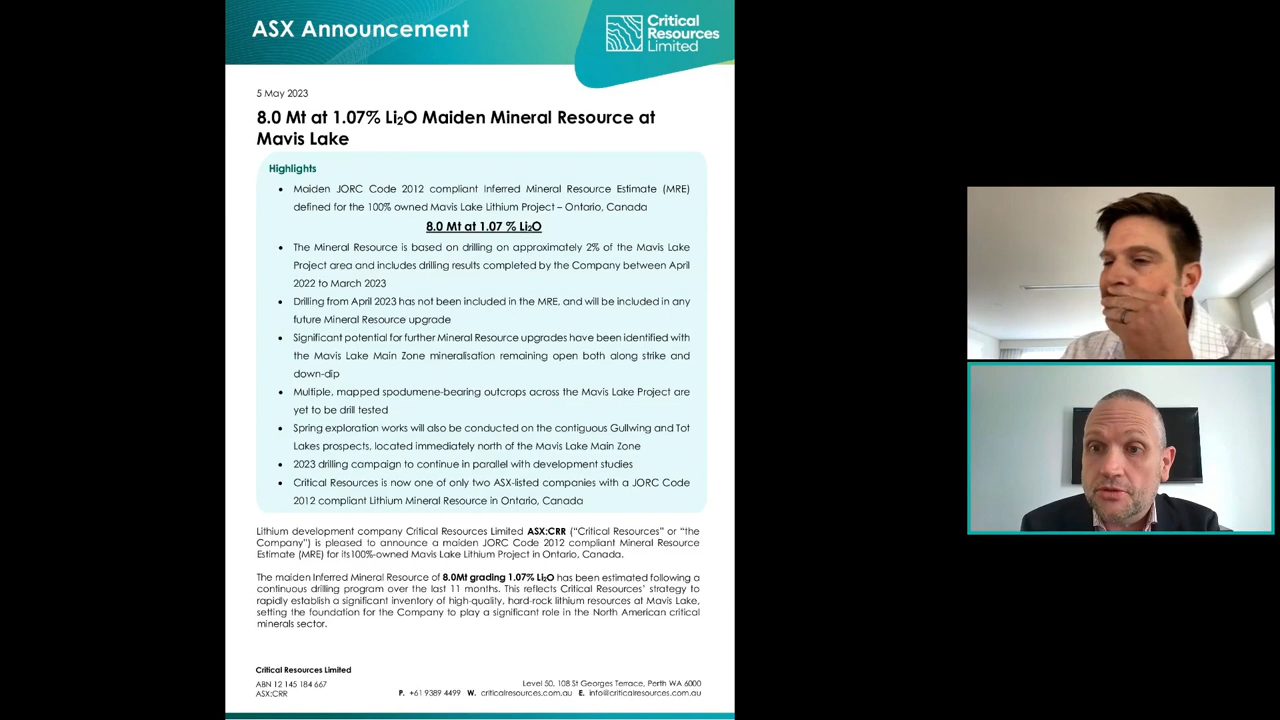 ASX Announcement
Critical
Resources
Limited
5 May 2023
8.0 Mt at 1.07% Li₂O Maiden Mineral Resource at
Mavis Lake
Highlights
• Maiden JORC Code 2012 compliant Inferred Mineral Resource Estimate (MRE)
defined for the 100% owned Mavis Lake Lithium Project – Ontario, Canada
8.0 Mt at 1.07 % Li₂O
• The Mineral Resource is based on drilling on approximately 2% of the Mavis Lake
Project area and includes drilling results completed by the Company between April
2022 to March 2023
• Drilling from April 2023 has not been included in the MRE, and will be included in any
future Mineral Resource upgrade
• Significant potential for further Mineral Resource upgrades have been identified with
the Mavis Lake Main Zone mineralisation remaining open both along strike and
down-dip
• Multiple, mapped spodumene-bearing outcrops across the Mavis Lake Project are
yet to be drill tested
• Spring exploration works will also be conducted on the contiguous Gullwing and Tot
Lakes prospects, located immediately north of the Mavis Lake Main Zone
• 2023 drilling campaign to continue in parallel with development studies
• Critical Resources is now one of only two ASX-listed companies with a JORC Code
2012 compliant Lithium Mineral Resource in Ontario, Canada
Lithium development company Critical Resources Limited ASX:CRR (“Critical Resources” or “the
Company”) is pleased to announce a maiden JORC Code 2012 compliant Mineral Resource
Estimate (MRE) for its100%-owned Mavis Lake Lithium Project in Ontario, Canada.
The maiden Inferred Mineral Resource of 8.0Mt grading 1.07% Li₂O has been estimated following a
continuous drilling program over the last 11 months. This reflects Critical Resources’ strategy to
rapidly establish a significant inventory of high-quality, hard-rock lithium resources at Mavis Lake,
setting the foundation for the Company to play a significant role in the North American critical
minerals sector.
Critical Resources Limited
ABN 12 145 184 667
ASX:CRR
Level 50, 108 St Georges Terrace, Perth WA 6000
P. +61 9389 4499 W. criticalresources.com.au E. info@criticalresources.com.au